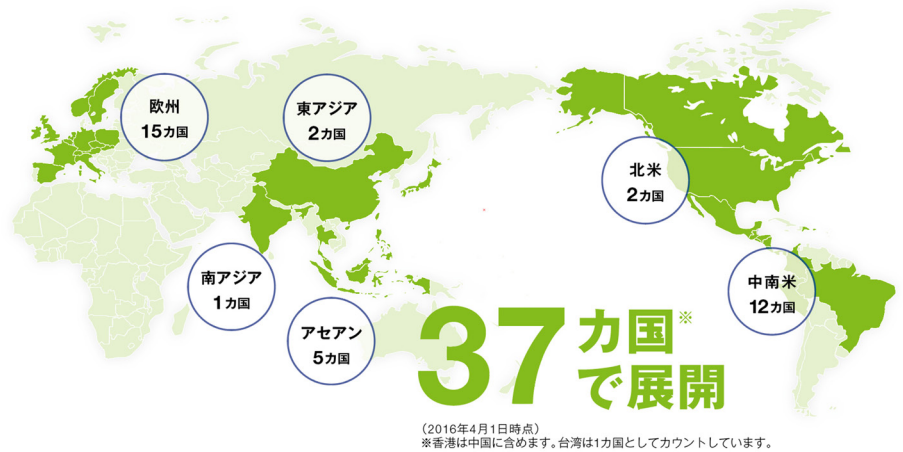 欧州
15カ国
東アジア
2カ国
北米
2カ国
南アジア
1カ国
中南米
12カ国
アセアン
5カ国
37カ国※
で展開
（2016年4月1日時点）
※香港は中国に含めます。台湾は1カ国としてカウントしています。